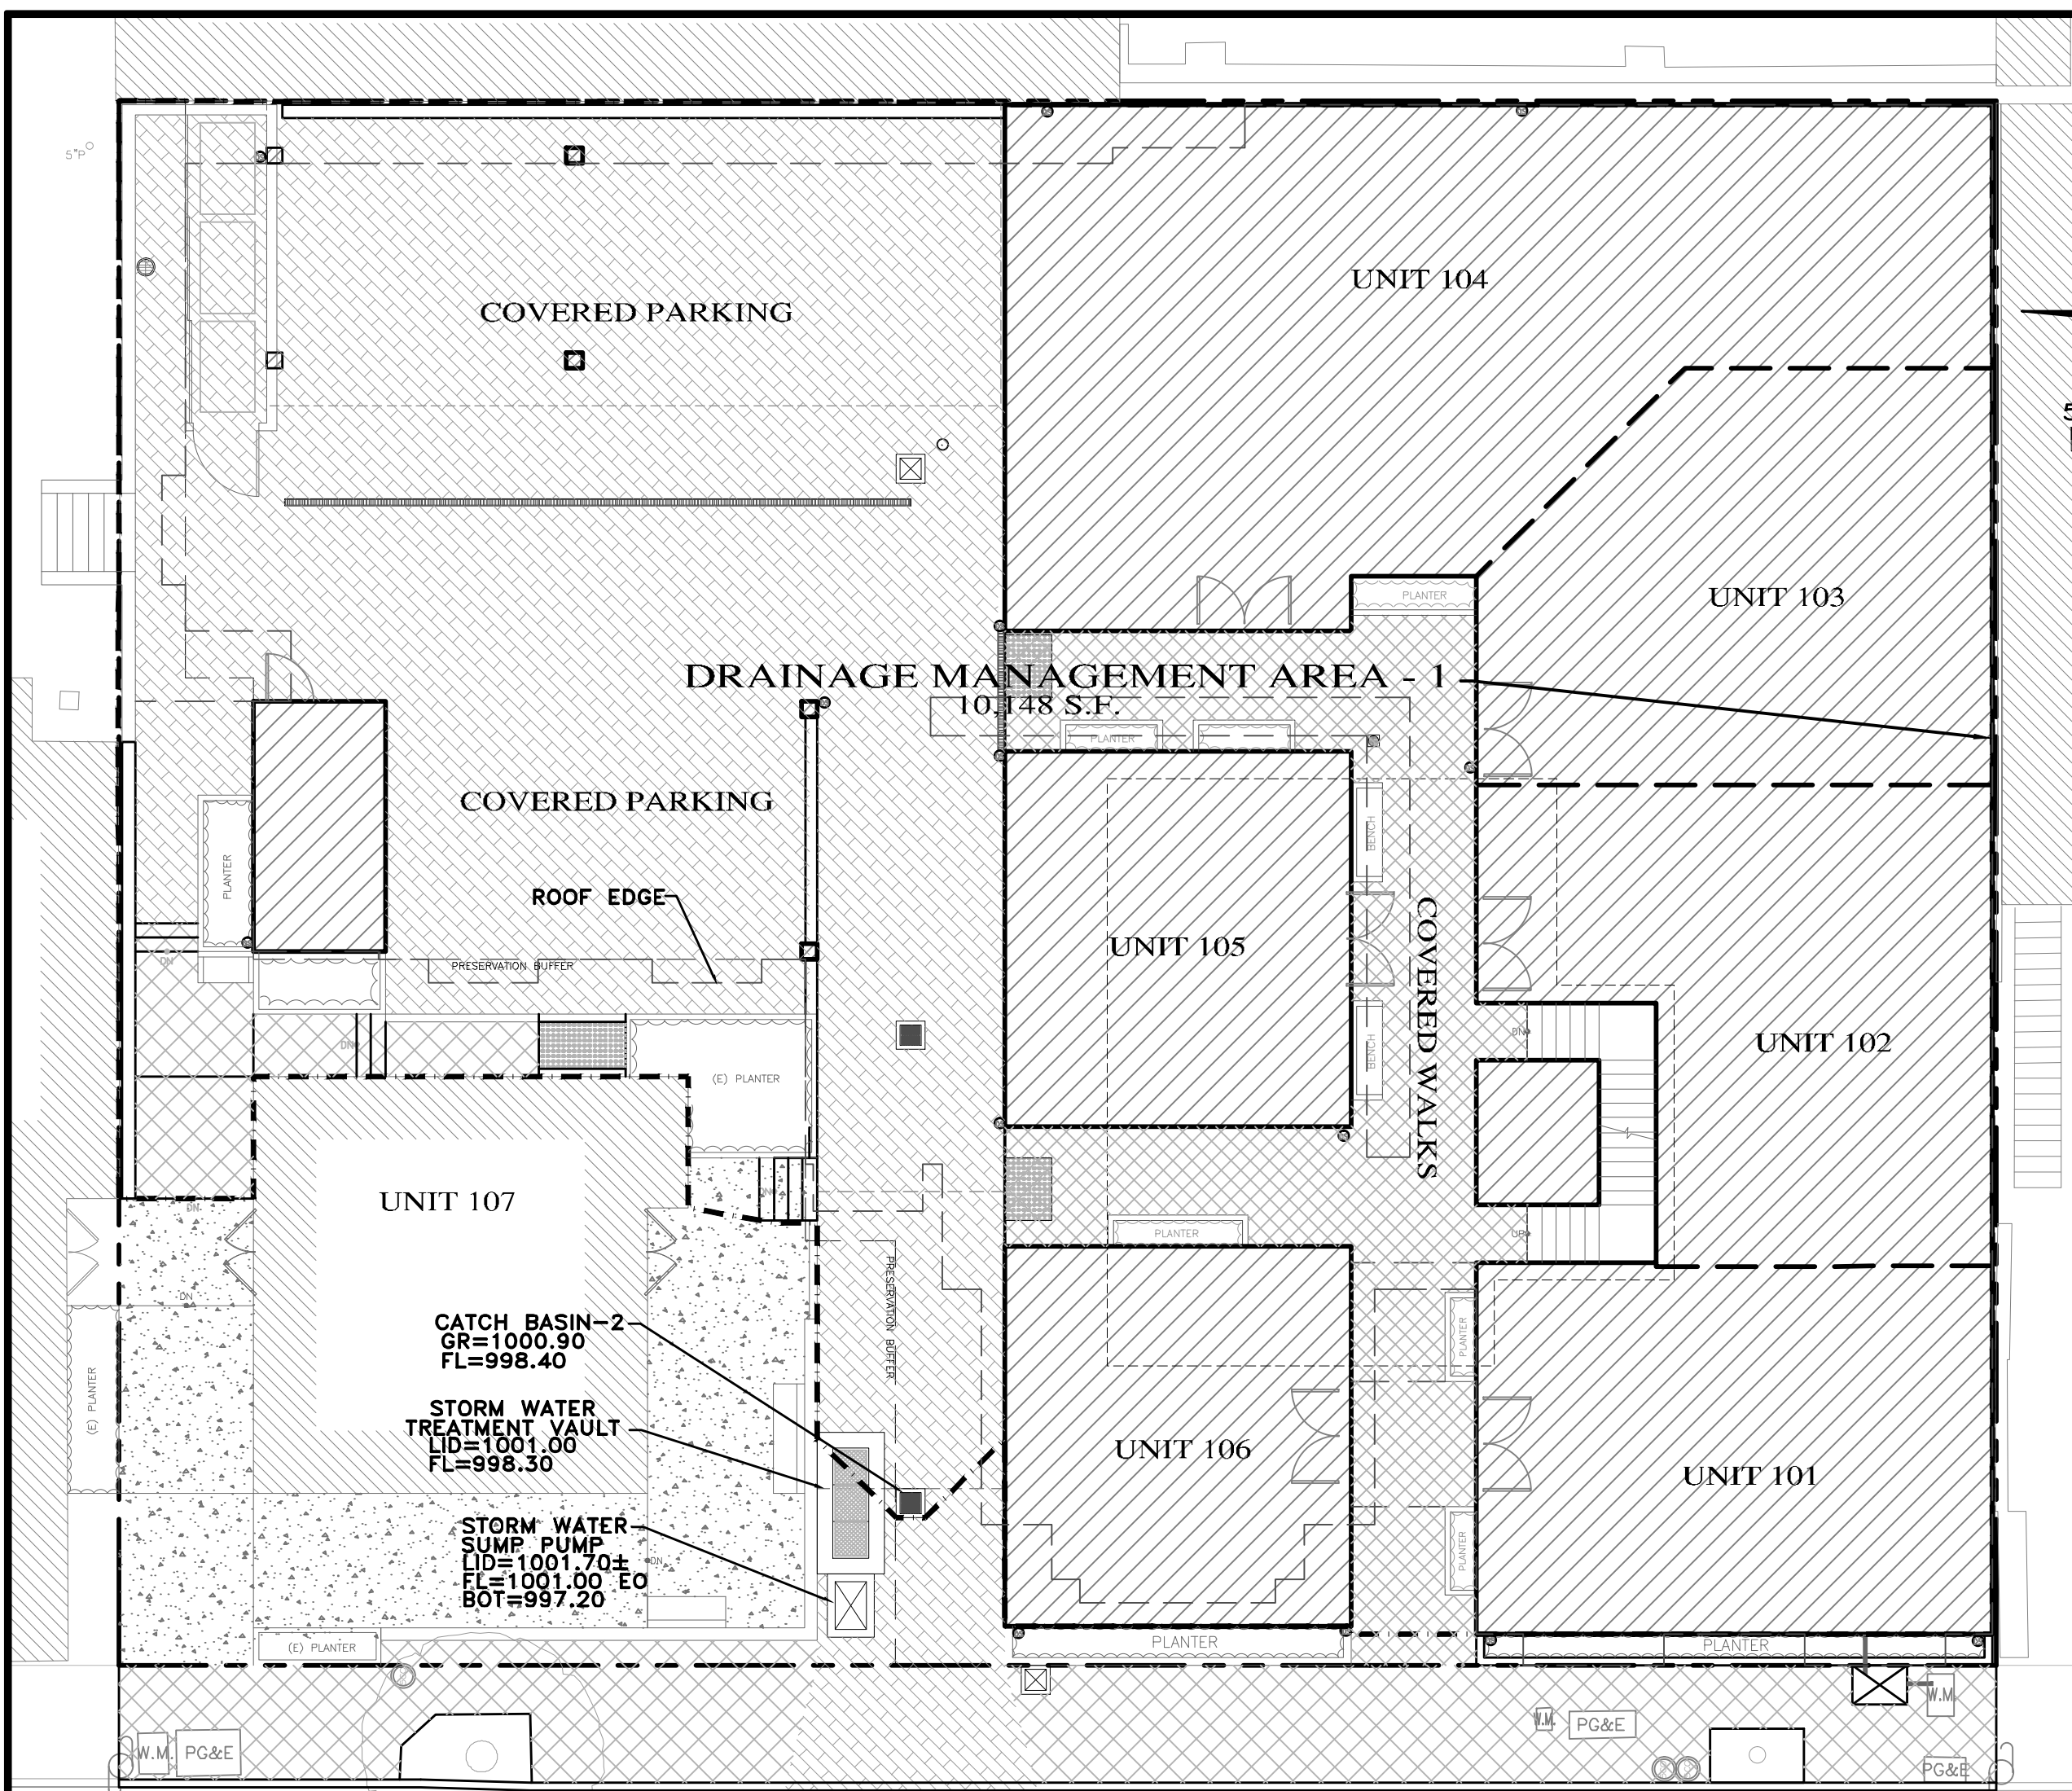 5"P
COVERED PARKING
UNIT 104
5
PLANTER
UNIT 103
DRAINAGE MANAGEMENT AREA - 1
10,148 S.F.
PLANTER
COVERED PARKING
PLANTER
BENCH
ROOF EDGE
UNIT 105
COVERED WALKS
DN
PRESERVATION BUFFER
BENCH
DN
UNIT 102
DN
(E) PLANTER
DN
UNIT 107
DN
PLANTER
UP
DN
PRESERVATION BUFFER
CATCH BASIN-2
GR=1000.90
FL=998.40
PLANTER
(E) PLANTER
STORM WATER
TREATMENT VAULT
LID=1001.00
FL=998.30
UNIT 106
UNIT 101
STORM WATER
SUMP PUMP
LID=1001.70±
FL=1001.00 EO
BOT=997.20
DN
PLANTER
(E) PLANTER
PLANTER
PLANTER
W.M.
W.M.
PG&E
W.M.
PG&E
PG&E